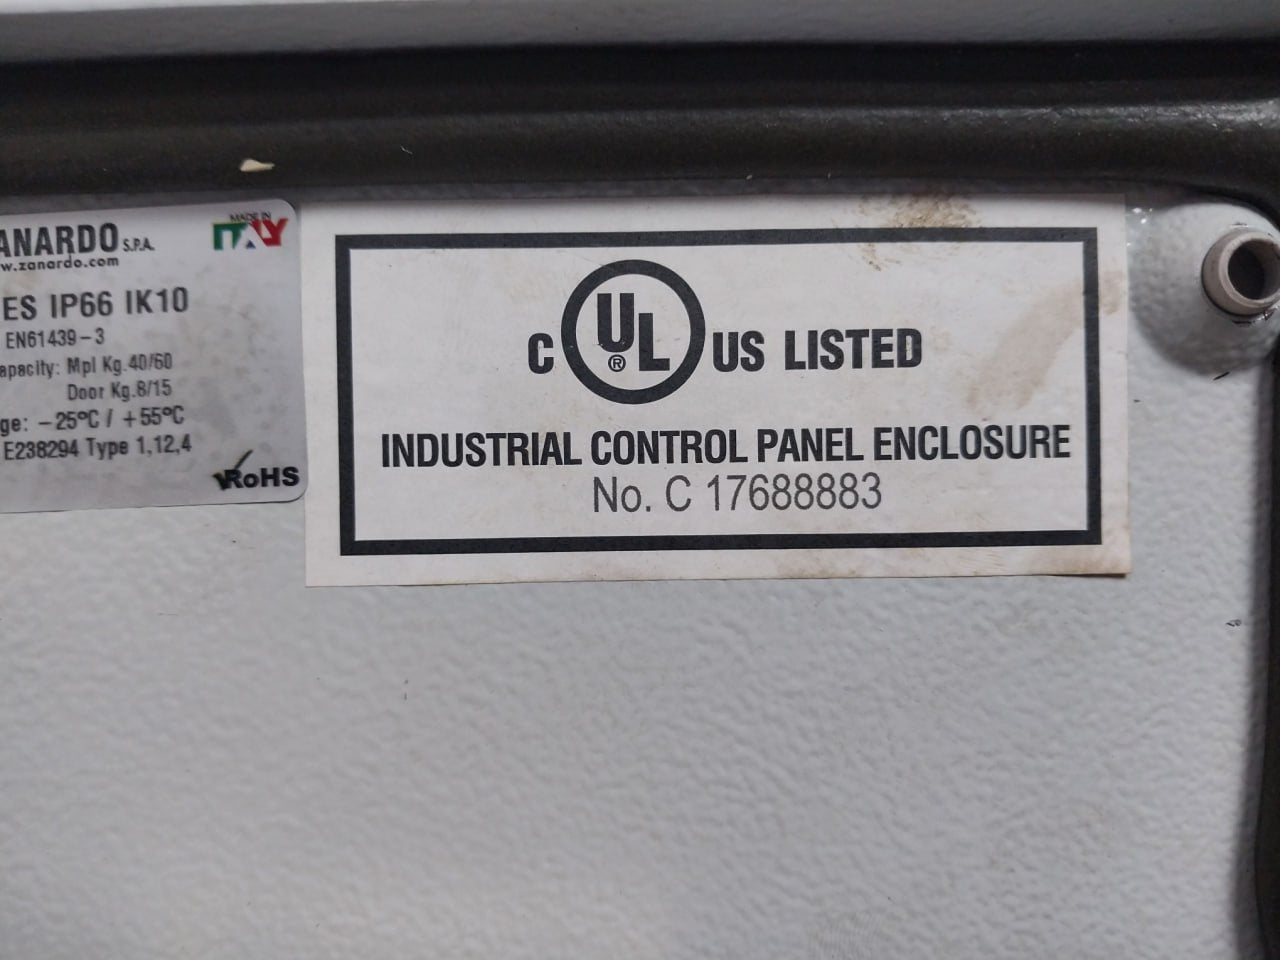 ANARDO S.P.A.
w.zanardo.com
MADE IN
ITALY
ES IP66 IK10
EN61439-3
apacity: Mpl Kg.40/60
Door Kg.8/15
ge: -25°C / +55°C
E238294 Type 1,12,4
RoHS
C UL ® US LISTED
INDUSTRIAL CONTROL PANEL ENCLOSURE
No. C 17688883